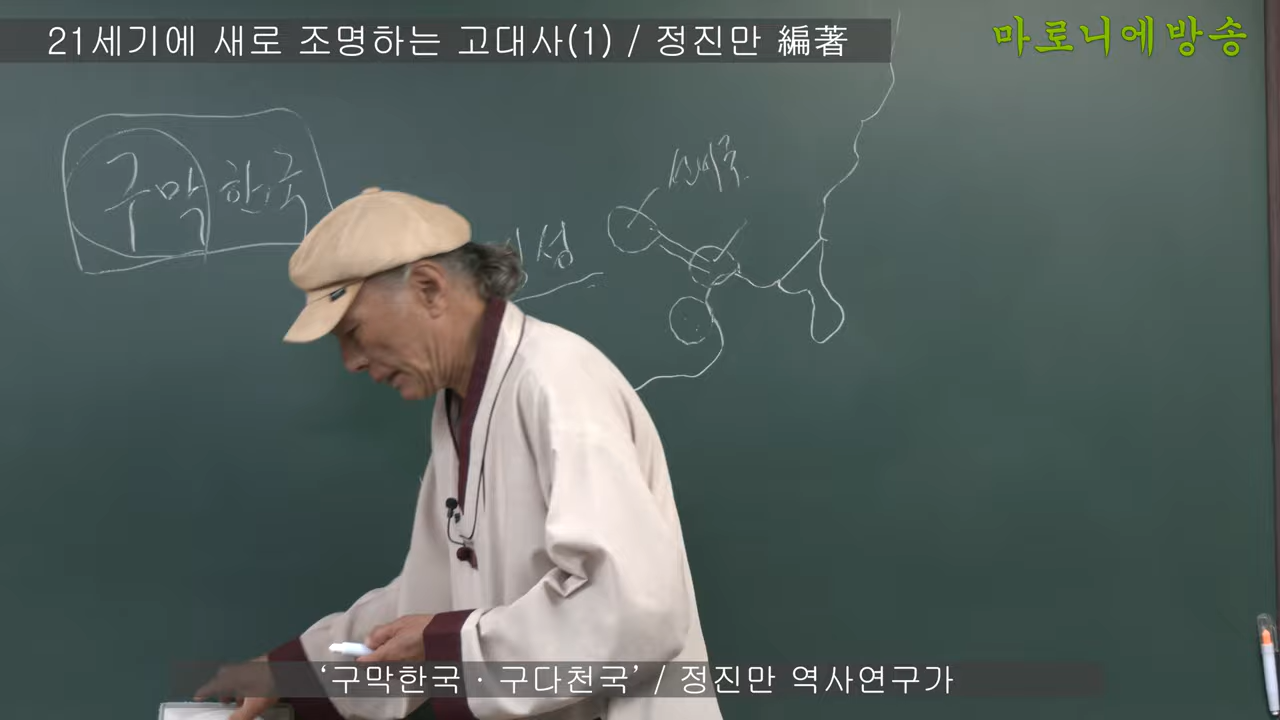 21세기에 새로 조명하는 고대사(1) / 정진만 編著
마로니에방송
구막한국
성
‘구막한국 · 구다천국’ / 정진만 역사연구가